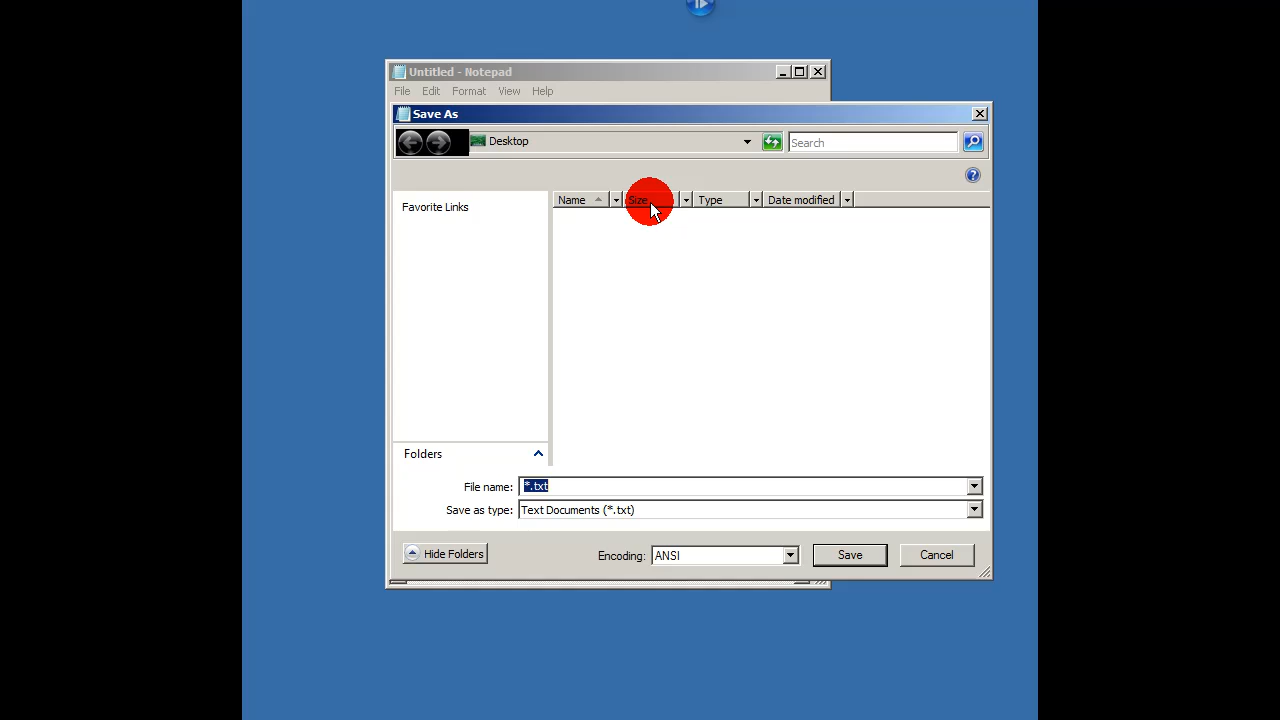 Untitled - Notepad
File Edit Format View Help
Save As
Desktop
Search
Favorite Links
Name Size Type Date modified
Folders
File name: *.txt
Save as type: Text Documents (*.txt)
Hide Folders
Encoding: ANSI
Save
Cancel